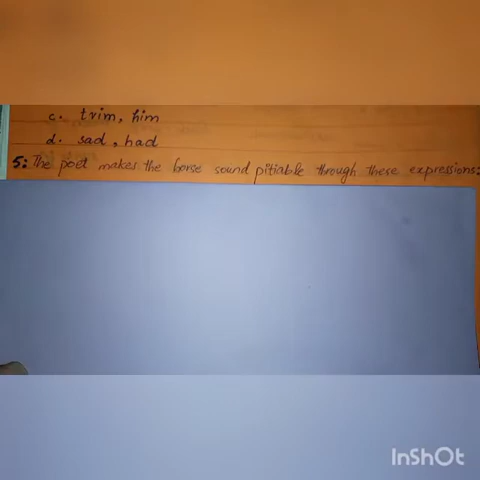 c. trim, him
d. sad, had
5: The poet makes the horse sound pitiable through these expressions:
InShOt